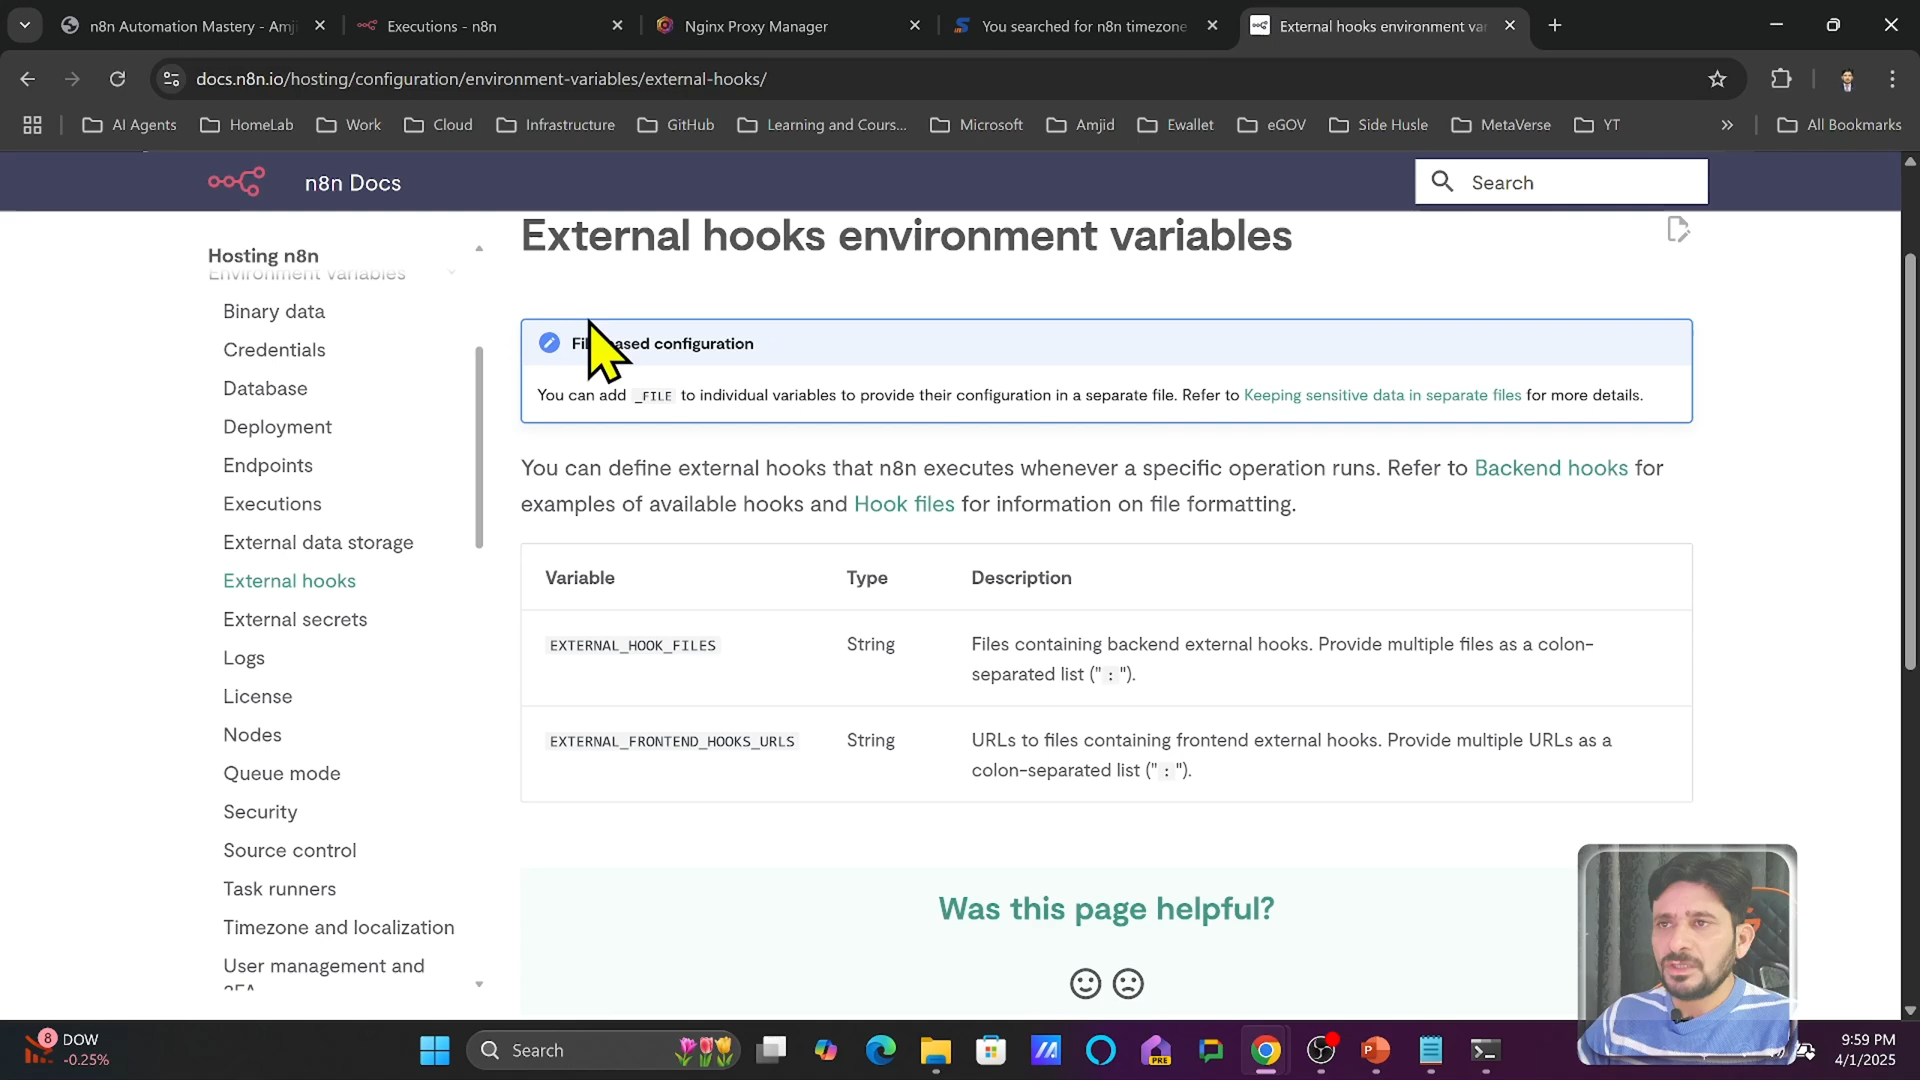 n8n Automation Mastery - Amji
Executions - n8n
Nginx Proxy Manager
You searched for n8n timezone
External hooks environment var
docs.n8n.io/hosting/configuration/environment-variables/external-hooks/
AI Agents
HomeLab
Work
Cloud
Infrastructure
GitHub
Learning and Cours...
Microsoft
Amjid
Ewallet
eGOV
Side Husle
MetaVerse
YT
All Bookmarks
n8n Docs
Search
Hosting n8n
Environment variables
Binary data
Credentials
Database
Deployment
Endpoints
Executions
External data storage
External hooks
External secrets
Logs
License
Nodes
Queue mode
Security
Source control
Task runners
Timezone and localization
User management and
2FA
External hooks environment variables
configuration
You can add _FILE to individual variables to provide their configuration in a separate file. Refer to Keeping sensitive data in separate files for more details.
You can define external hooks that n8n executes whenever a specific operation runs. Refer to Backend hooks for
examples of available hooks and Hook files for information on file formatting.
Variable Type Description
EXTERNAL_HOOK_FILES String Files containing backend external hooks. Provide multiple files as a colon-
separated list (" : ").
EXTERNAL_FRONTEND_HOOKS_URLS String URLs to files containing frontend external hooks. Provide multiple URLs as a
colon-separated list (" : ").
Was this page helpful?
8
DOW
-0.25%
Search
PRE
9:59 PM
4/1/2025